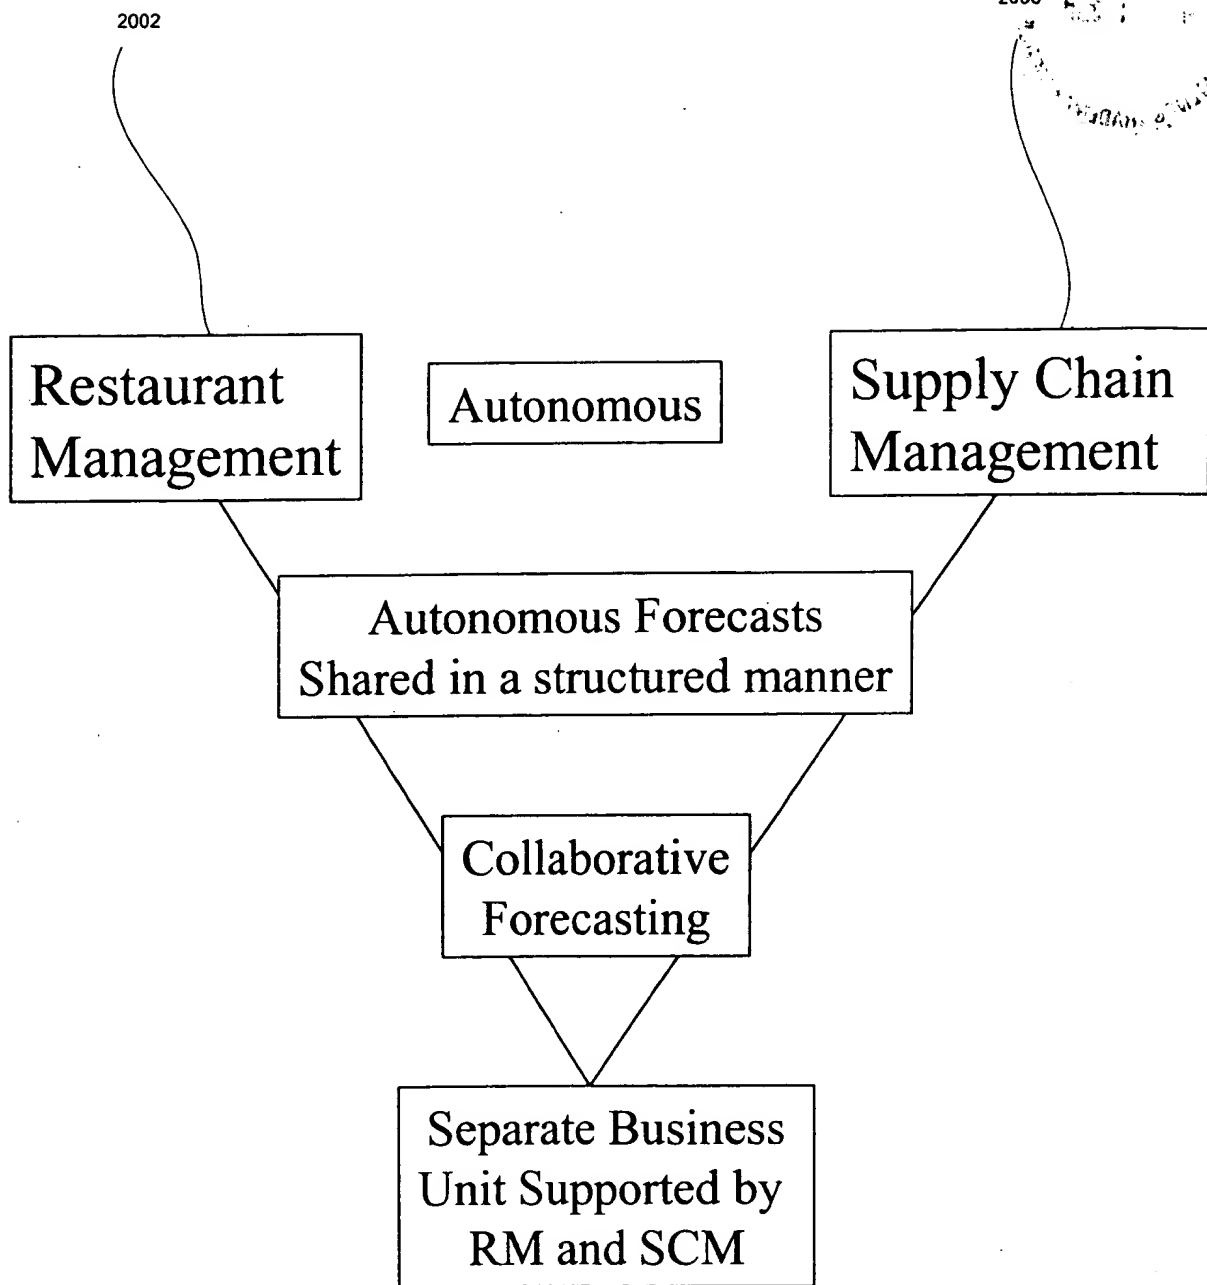 2002
Restaurant
Management
Autonomous
Supply Chain
Management
Autonomous Forecasts
Shared in a structured manner
Collaborative
Forecasting
Separate Business
Unit Supported by
RM and SCM